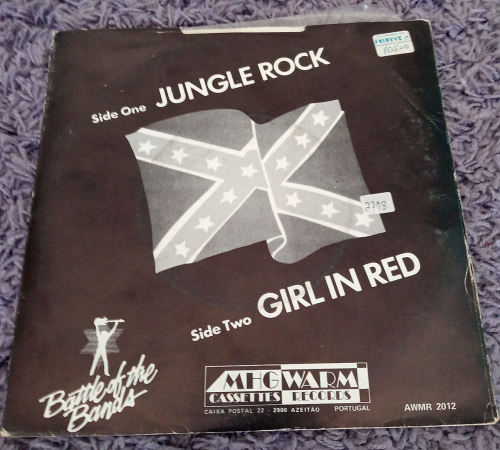 Side One JUNGLE ROCK
2798
Side Two GIRL IN RED
Battle of the
Bands
MHG WARM
CASSETTES RECORDS
CAIXA POSTAL 22 - 2900 AZEITÃO PORTUGAL
AWMR 2012